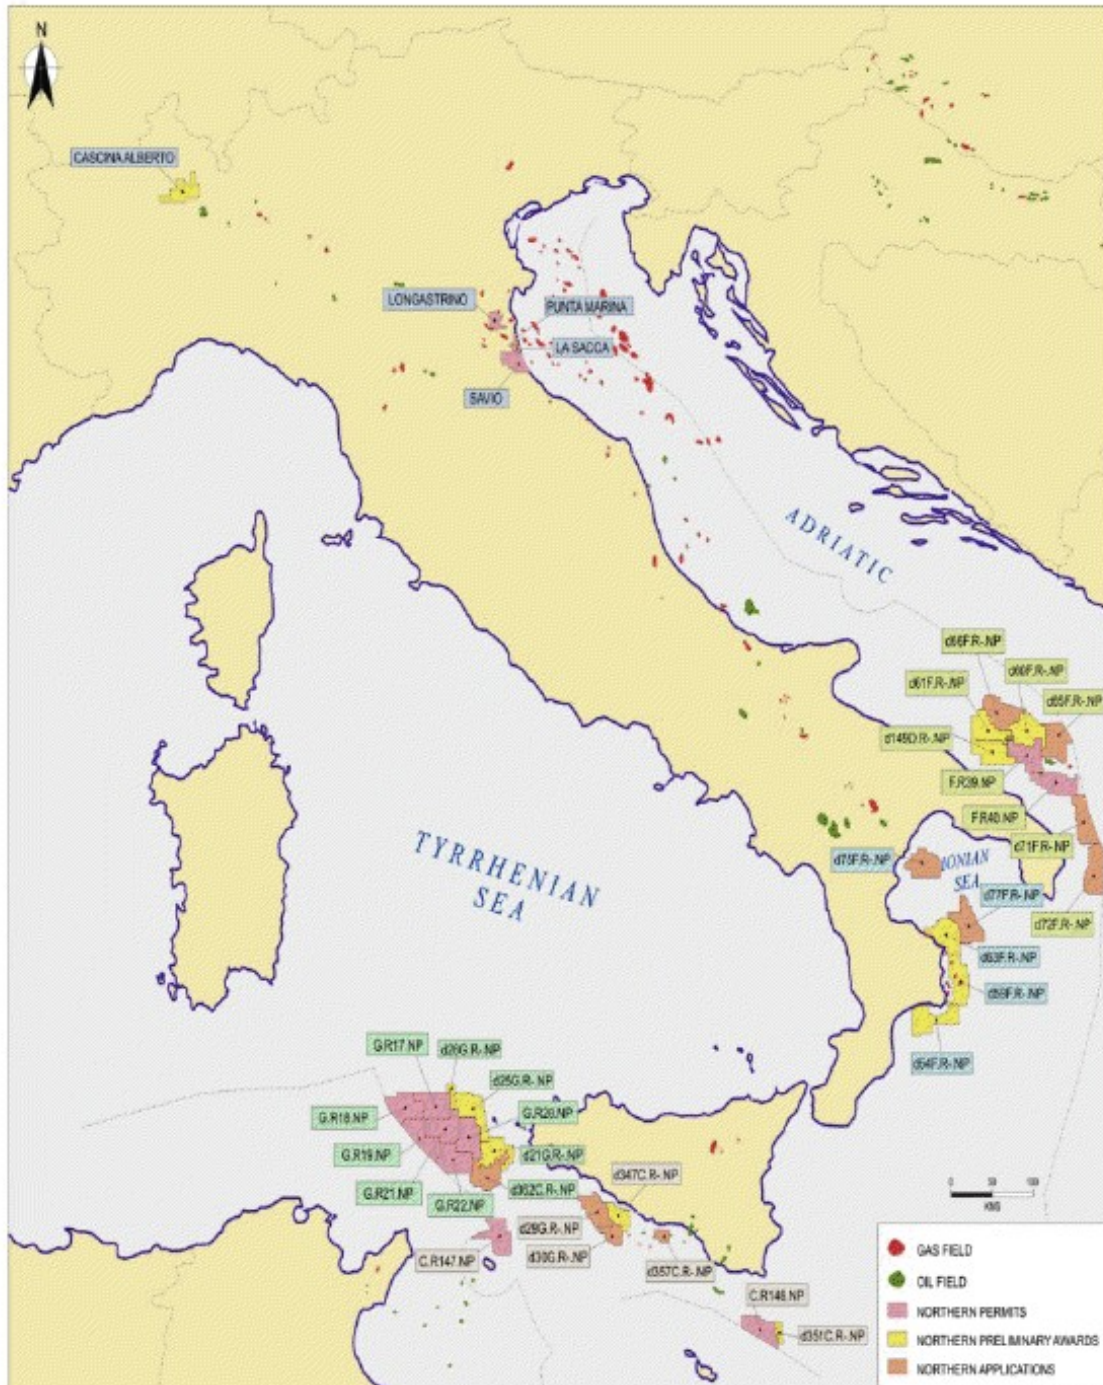 N
CASCINA ALBERTO
LONGASTRINO
PUNTA MARINA
LA SACCA
SAVIO
ADRIATIC
d66F.R-.NP
d60F.R-.NP
d61F.R-.NP
d65F.R-.NP
d149D.R-.NP
F.R39.NP
F.R40.NP
d71F.R-.NP
TYRRHENIAN
SEA
IONIAN
SEA
d77F.R-.NP
d72F.R-.NP
d63F.R-.NP
d59F.R-.NP
d64F.R-.NP
G.R17.NP
d26G.R-.NP
d25G.R-.NP
G.R18.NP
G.R20.NP
G.R19.NP
d21G.R-.NP
d347C.R-.NP
G.R21.NP
d362C.R-.NP
G.R22.NP
d29G.R-.NP
C.R147.NP
d30G.R-.NP
d357C.R-.NP
C.R146.NP
d351C.R-.NP
0 50 100
KMS
GAS FIELD
OIL FIELD
NORTHERN PERMITS
NORTHERN PRELIMINARY AWARDS
NORTHERN APPLICATIONS